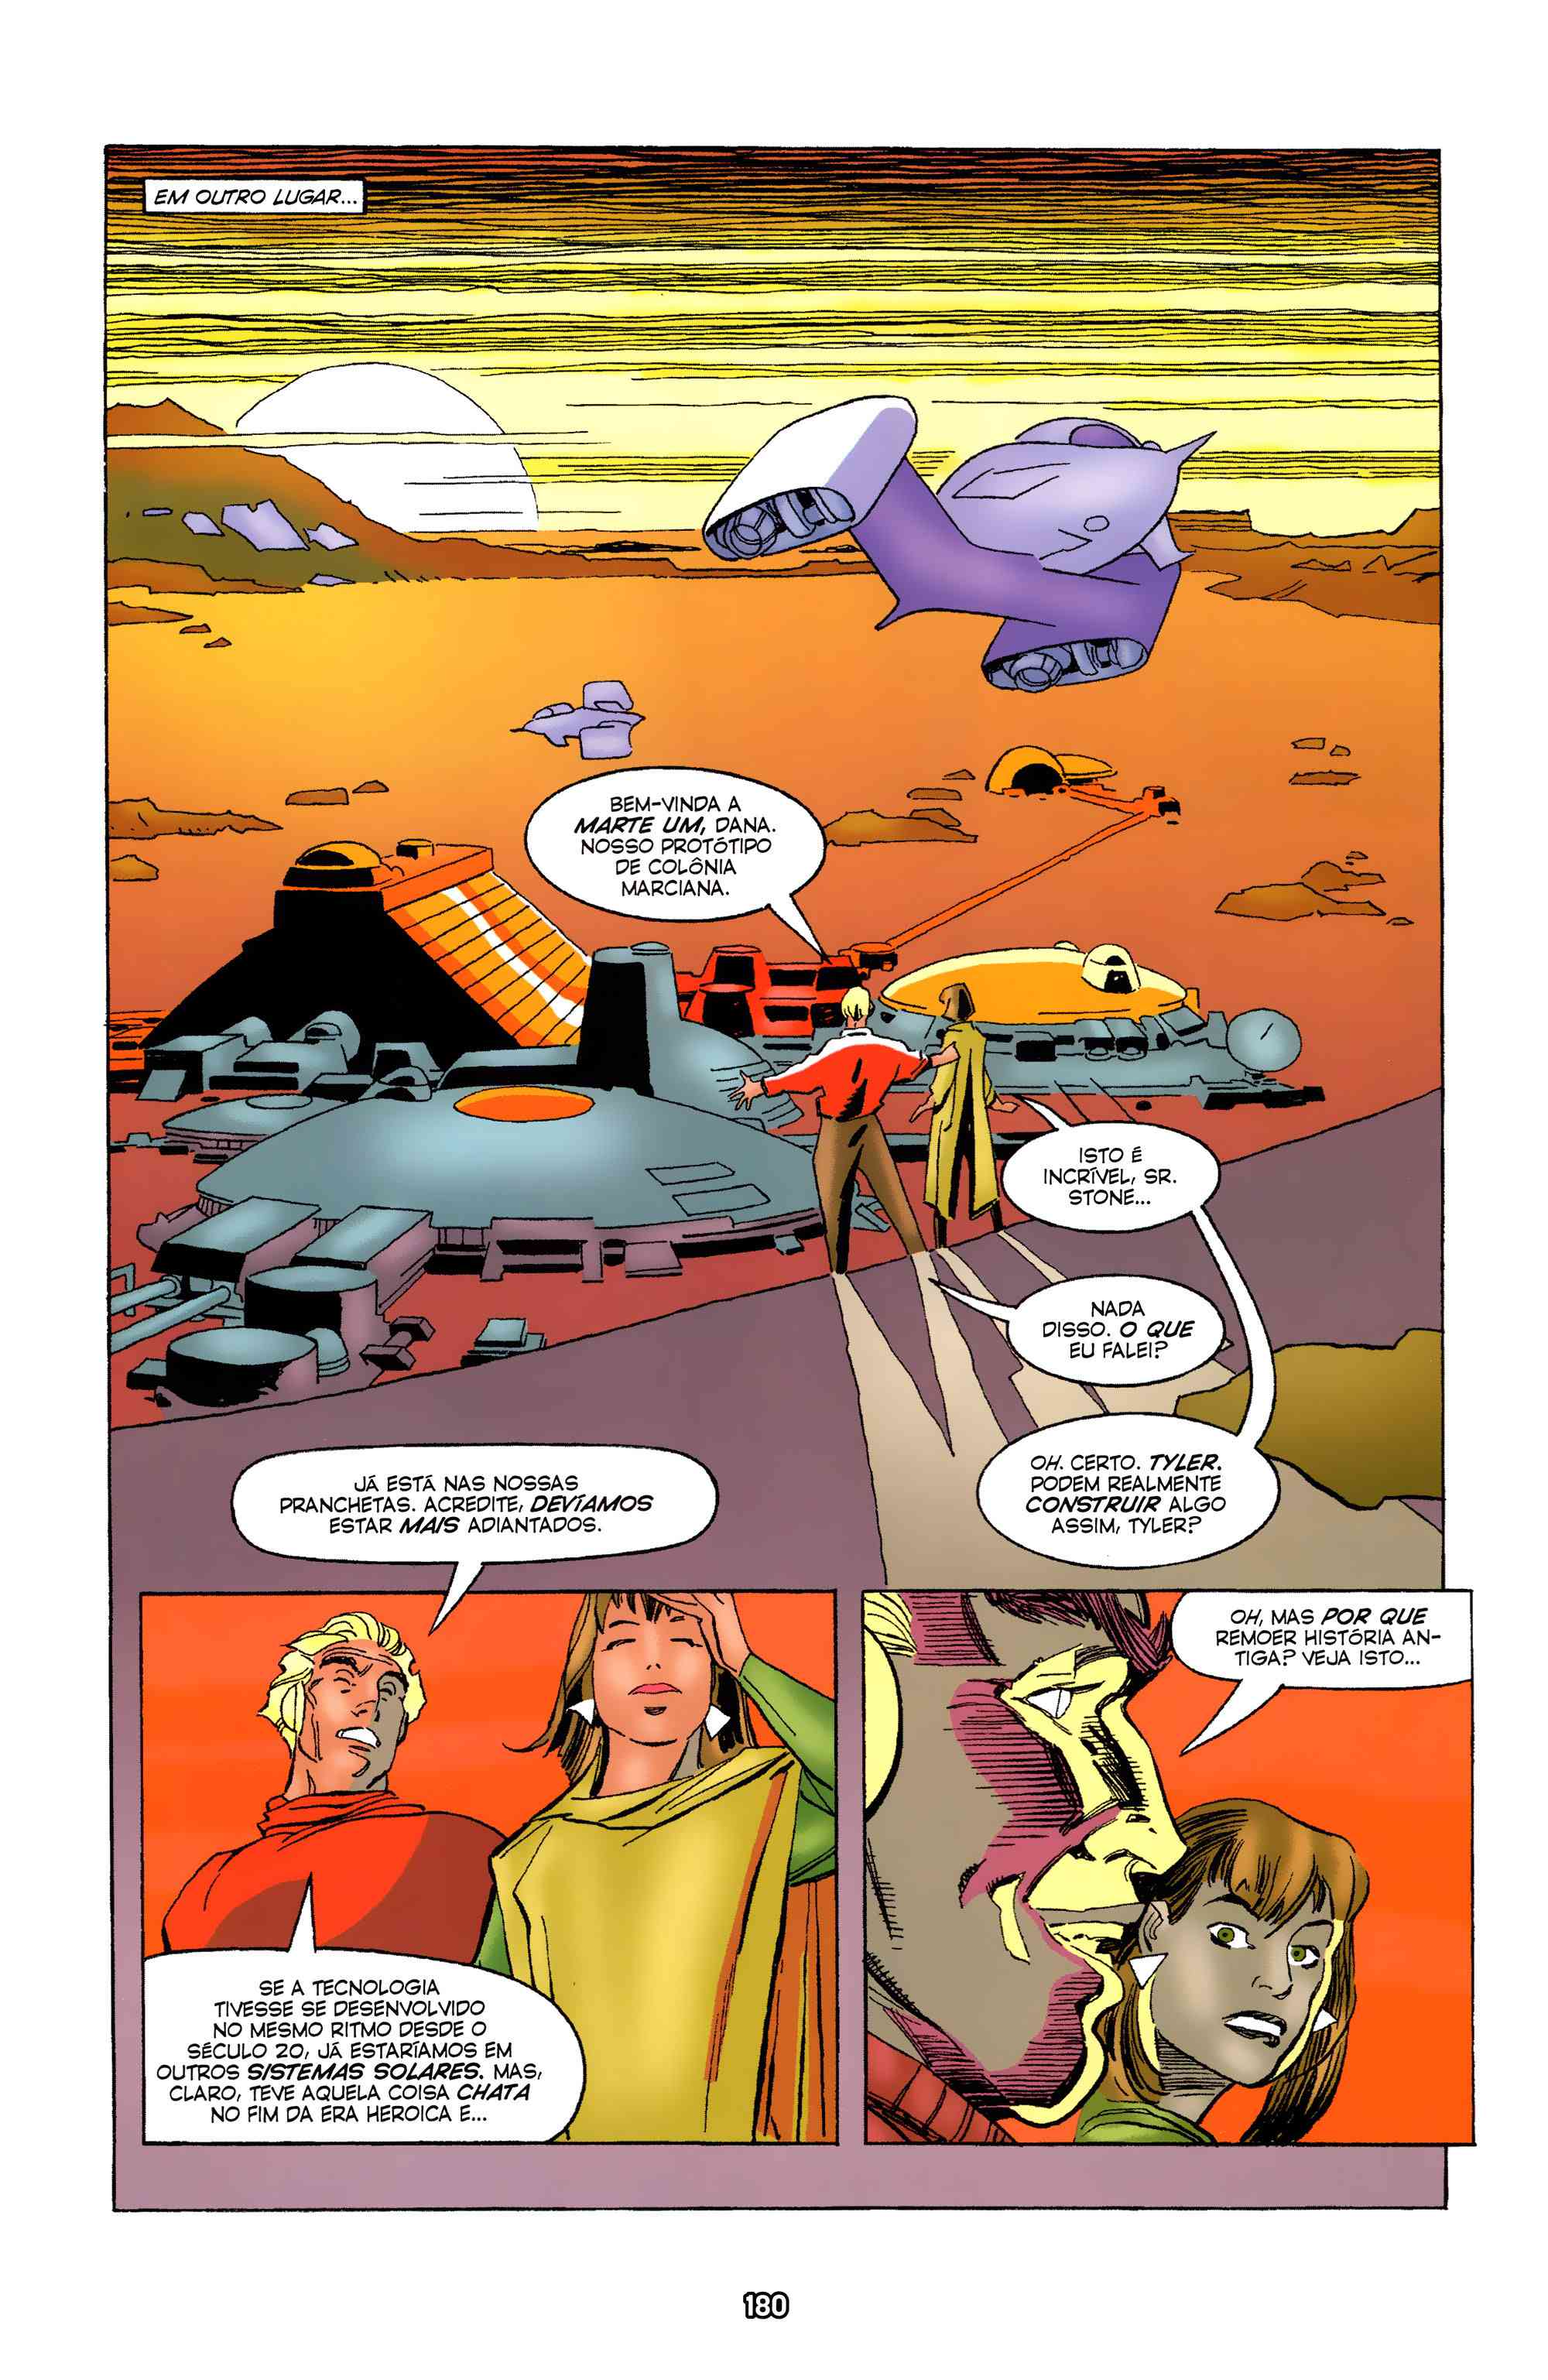 EM OUTRO LUGAR...
BEM-VINDA A
MARTE UM, DANA.
NOSSO PROTÓTIPO
DE COLÔNIA
MARCIANA.
ISTO É
INCRÍVEL, SR.
STONE...
NADA
DISSO. O QUE
EU FALEI?
OH. CERTO. TYLER.
PODEM REALMENTE
CONSTRUIR ALGO
ASSIM, TYLER?
JÁ ESTÁ NAS NOSSAS
PRANCHETAS. ACREDITE, DEVÍAMOS
ESTAR MAIS ADIANTADOS.
SE A TECNOLOGIA
TIVESSE SE DESENVOLVIDO
NO MESMO RITMO DESDE O
SÉCULO 20, JÁ ESTARÍAMOS EM
OUTROS SISTEMAS SOLARES. MAS,
CLARO, TEVE AQUELA COISA CHATA
NO FIM DA ERA HEROICA E...
OH, MAS POR QUE
REMOER HISTÓRIA AN-
TIGA? VEJA ISTO...
180